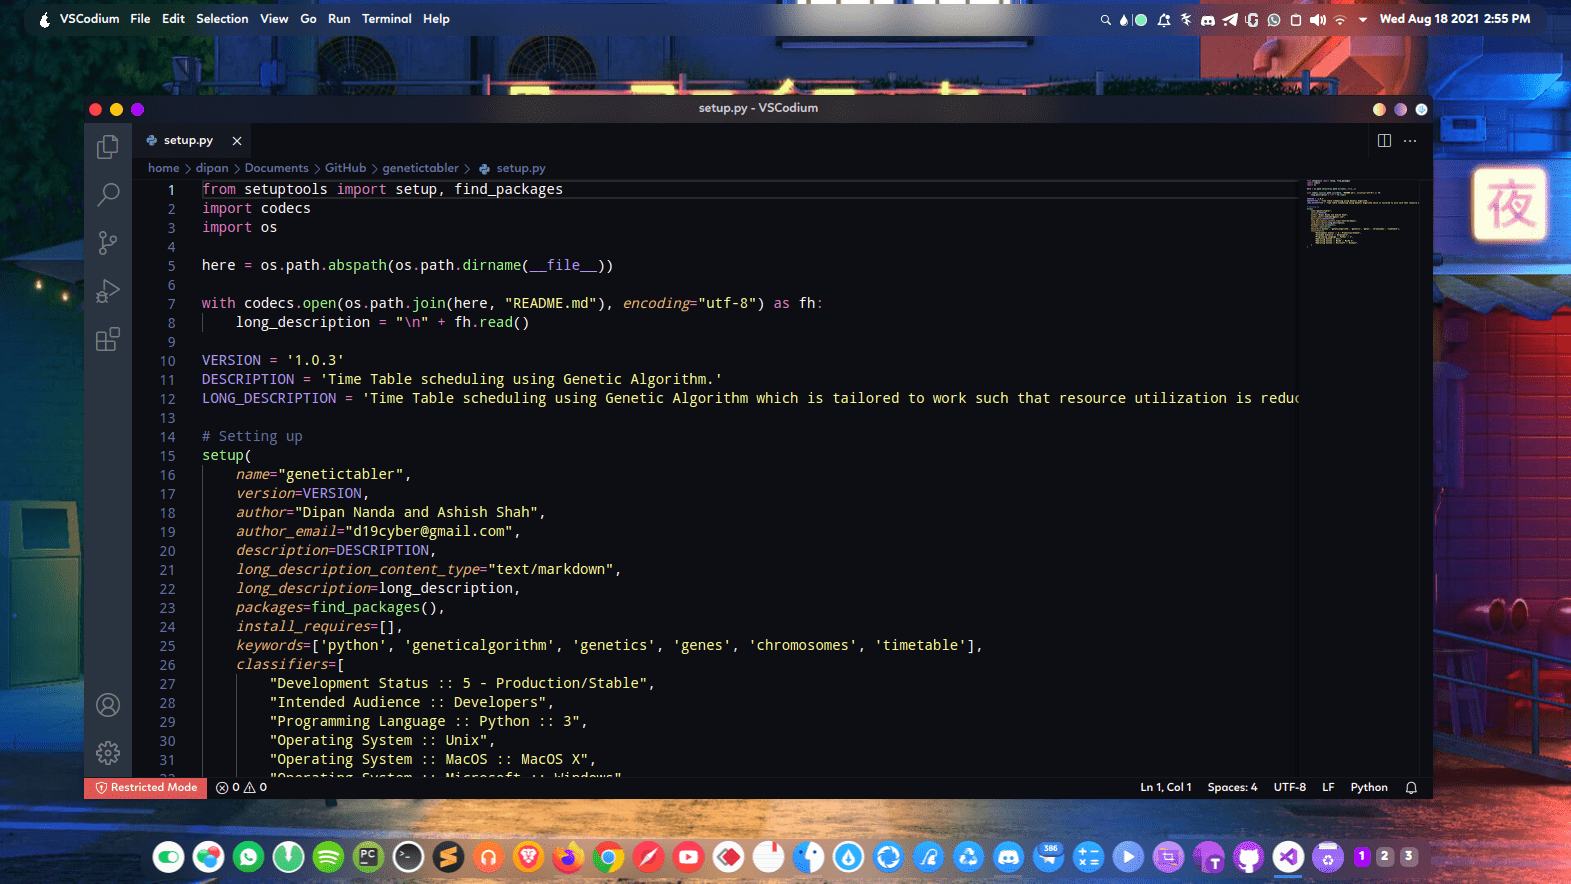 VSCodium File Edit Selection View Go Run Terminal Help
Wed Aug 18 2021 2:55 PM
setup.py - VSCodium
setup.py
home > dipan > Documents > GitHub > genetictabler > setup.py
1 from setuptools import setup, find_packages
2 import codecs
3 import os
4
5 here = os.path.abspath(os.path.dirname(__file__))
6
7 with codecs.open(os.path.join(here, "README.md"), encoding="utf-8") as fh:
8     long_description = "\n" + fh.read()
9
10 VERSION = '1.0.3'
11 DESCRIPTION = 'Time Table scheduling using Genetic Algorithm.'
12 LONG_DESCRIPTION = 'Time Table scheduling using Genetic Algorithm which is tailored to work such that resource utilization is reduc
13
14 # Setting up
15 setup(
16     name="genetictabler",
17     version=VERSION,
18     author="Dipan Nanda and Ashish Shah",
19     author_email="d19cyber@gmail.com",
20     description=DESCRIPTION,
21     long_description_content_type="text/markdown",
22     long_description=long_description,
23     packages=find_packages(),
24     install_requires=[],
25     keywords=['python', 'geneticalgorithm', 'genetics', 'genes', 'chromosomes', 'timetable'],
26     classifiers=[
27         "Development Status :: 5 - Production/Stable",
28         "Intended Audience :: Developers",
29         "Programming Language :: Python :: 3",
30         "Operating System :: Unix",
31         "Operating System :: MacOS :: MacOS X",
32         "Operating System :: Microsoft :: Windows"
夜
Restricted Mode 0 0
Ln 1, Col 1 Spaces: 4 UTF-8 LF Python
PC
386
T
1 2 3